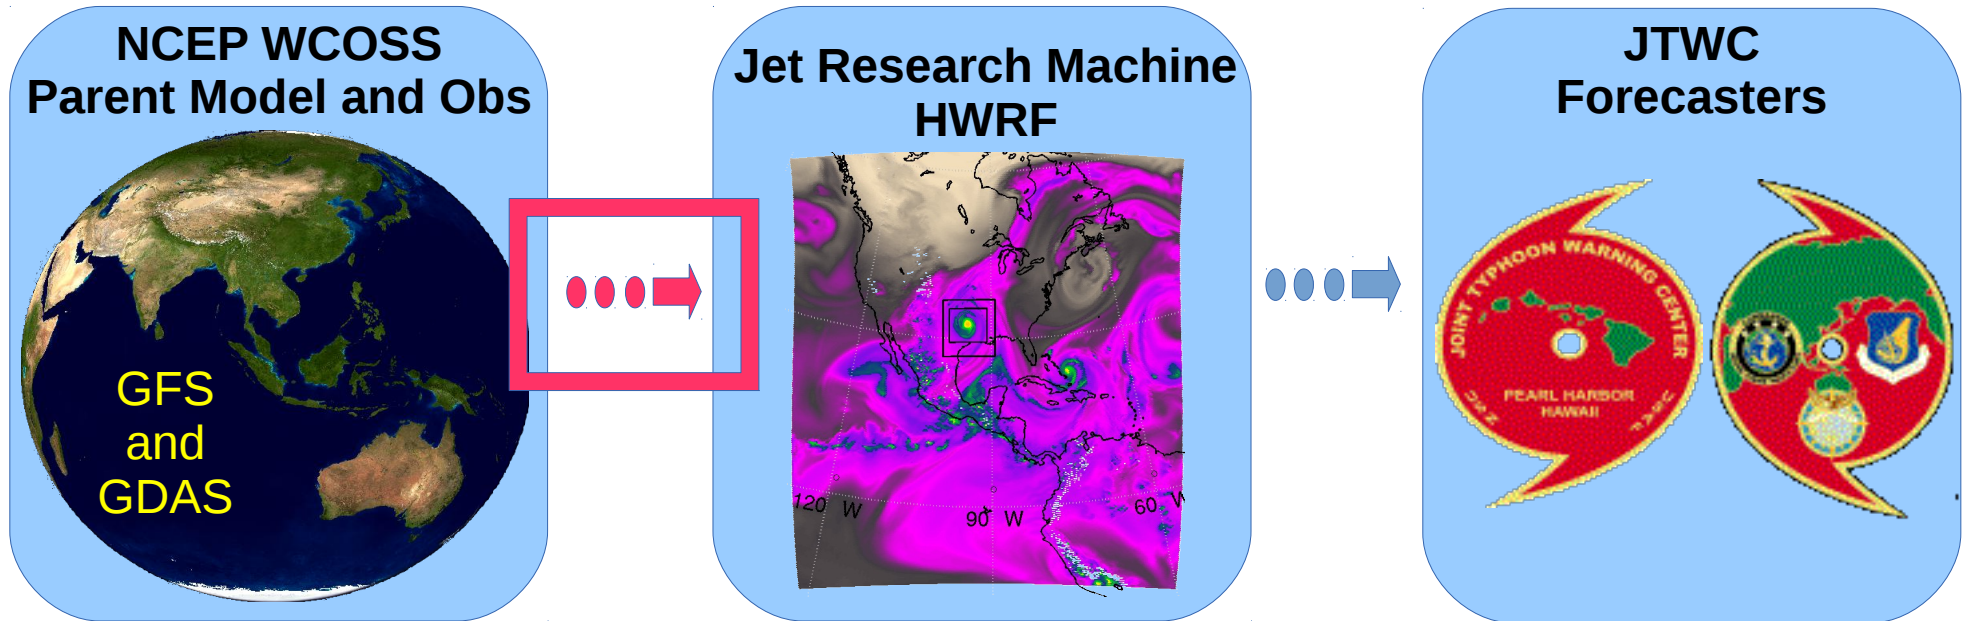 NCEP WCOSS
Parent Model and Obs
GFS
and
GDAS
Jet Research Machine
HWRF
120 W
90 W
60 W
JTWC
Forecasters
JOINT TYPHOON WARNING CENTER
PEARL HARBOR
HAWAII